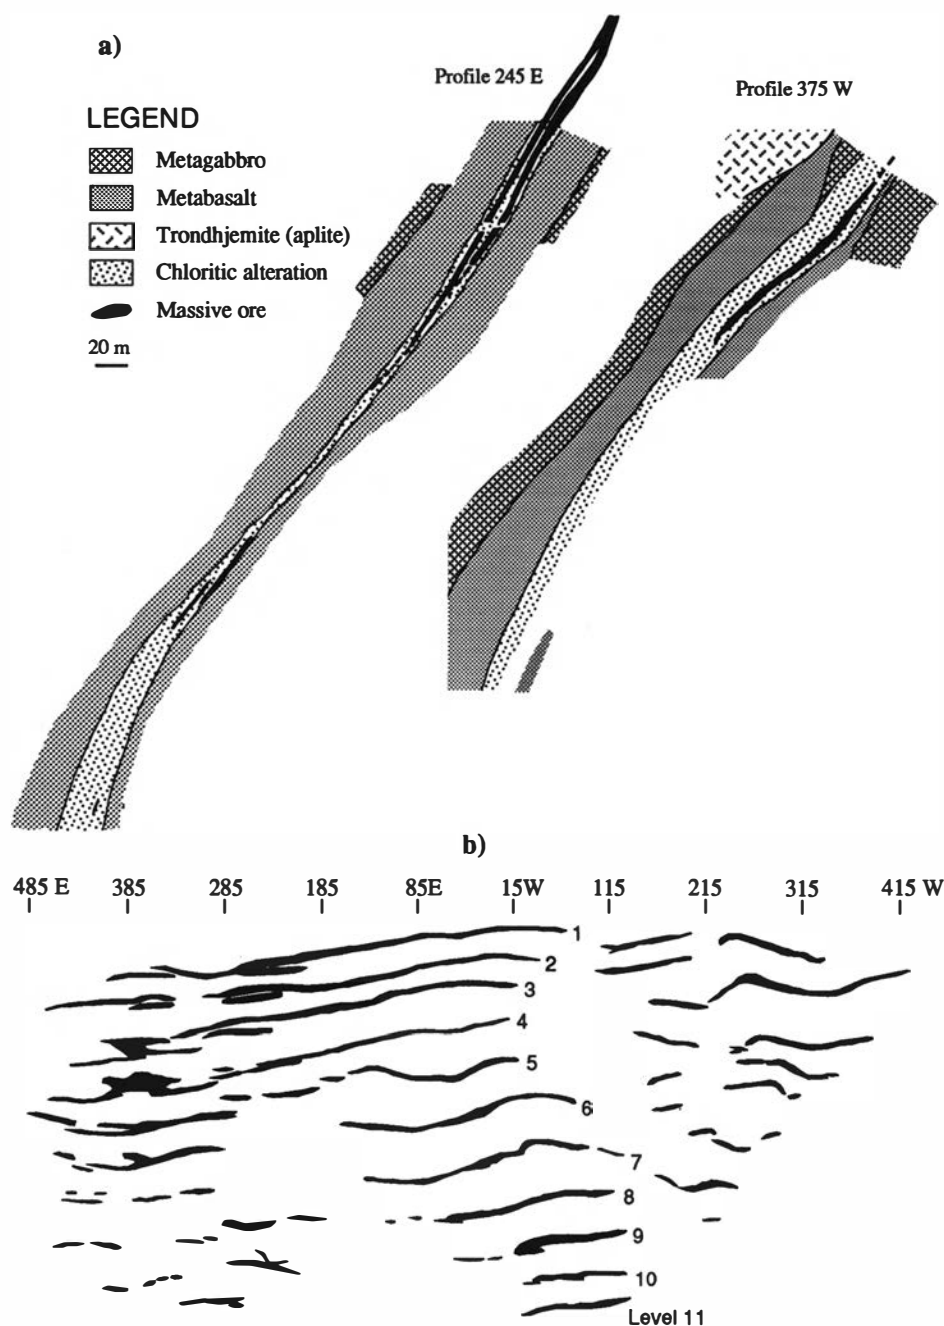 a)
Profile 245 E
Profile 375 W
LEGEND
Metagabbro
Metabasalt
Trondhjemite (aplite)
Chloritic alteration
Massive ore
20 m
b)
485 E 385 285 185 85E 15W 115 215 315 415 W
1
2
3
4
5
6
7
8
9
10
Level 11